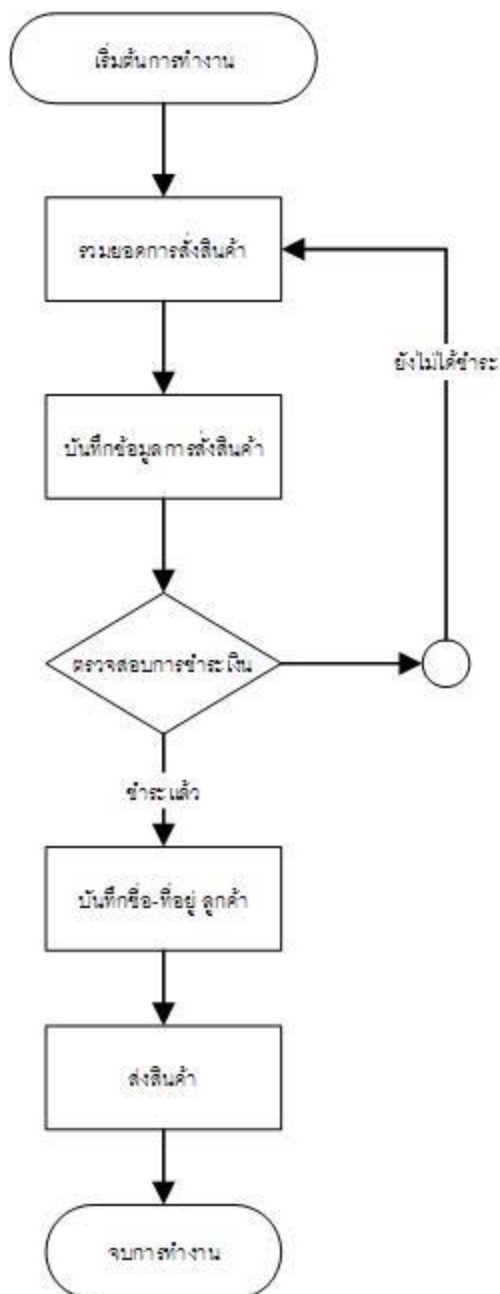 เริ่มต้นการทำงาน
รวมยอดการสั่งสินค้า
ยังไม่ได้ชำระ
บันทึกข้อมูลการสั่งสินค้า
ตรวจสอบการชำระเงิน
ชำระแล้ว
บันทึกชื่อ-ที่อยู่ ลูกค้า
ส่งสินค้า
จบการทำงาน